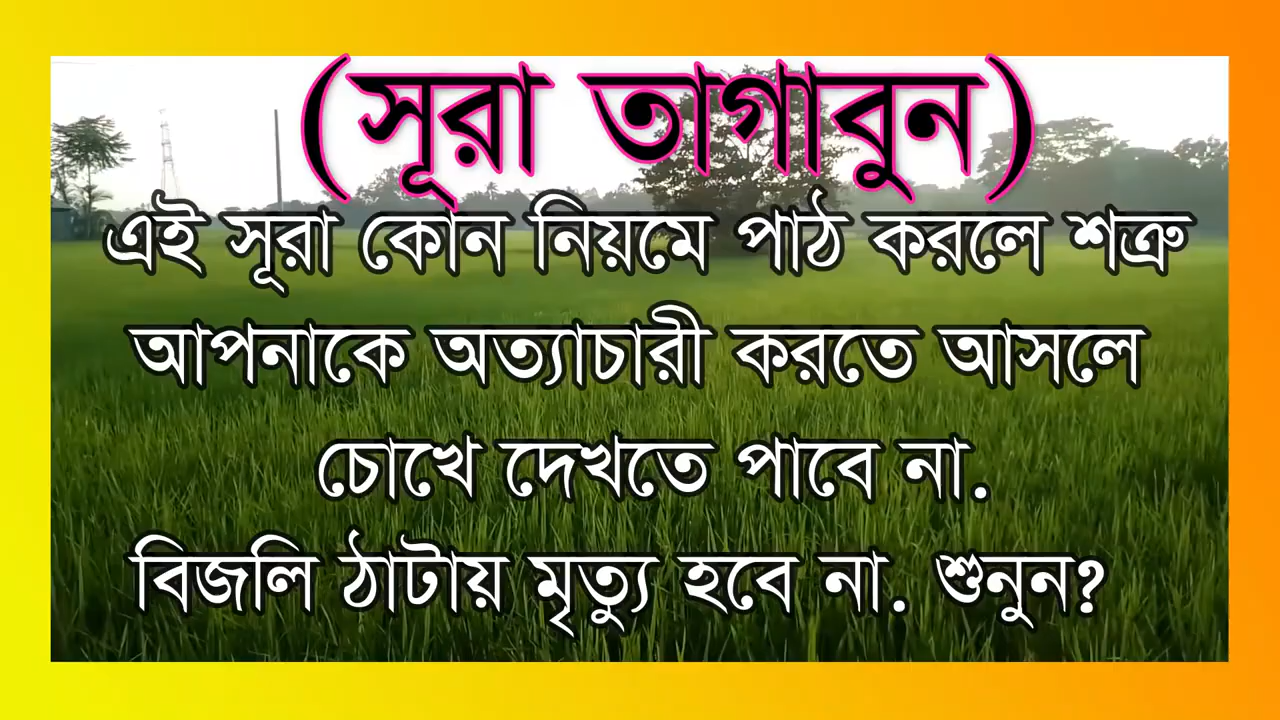 (সূরা তাগাবুন)
এই সূরা কোন নিয়মে পাঠ করলে শত্রু
আপনাকে অত্যাচারী করতে আসলে
চোখে দেখতে পাবে না.
বিজলি ঠাটায় মৃত্যু হবে না. শুনুন?